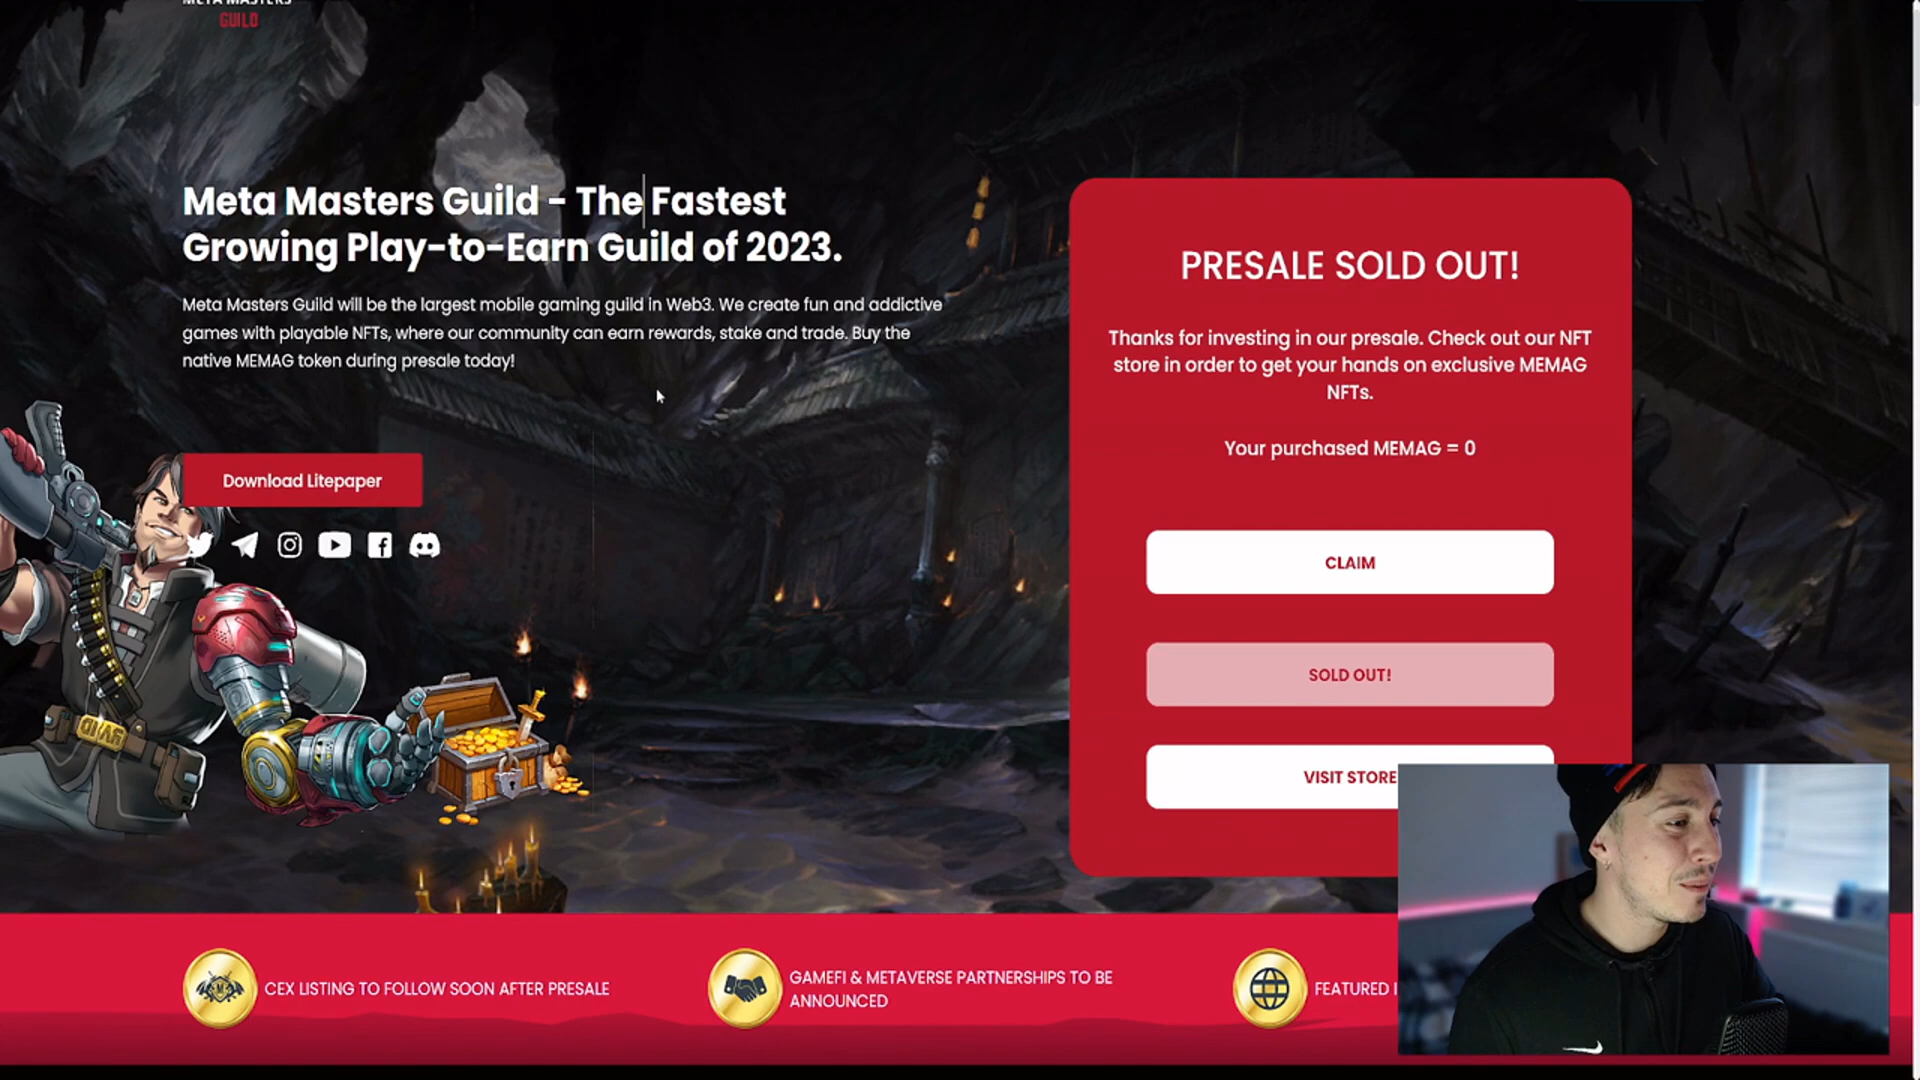 META MASTERS
GUILD
Meta Masters Guild - The Fastest
Growing Play-to-Earn Guild of 2023.
Meta Masters Guild will be the largest mobile gaming guild in Web3. We create fun and addictive
games with playable NFTs, where our community can earn rewards, stake and trade. Buy the
native MEMAG token during presale today!
Download Litepaper
PRESALE SOLD OUT!
Thanks for investing in our presale. Check out our NFT
store in order to get your hands on exclusive MEMAG
NFTs.
Your purchased MEMAG = 0
CLAIM
SOLD OUT!
VISIT STORE
CEX LISTING TO FOLLOW SOON AFTER PRESALE
GAMEFI & METAVERSE PARTNERSHIPS TO BE
ANNOUNCED
FEATURED